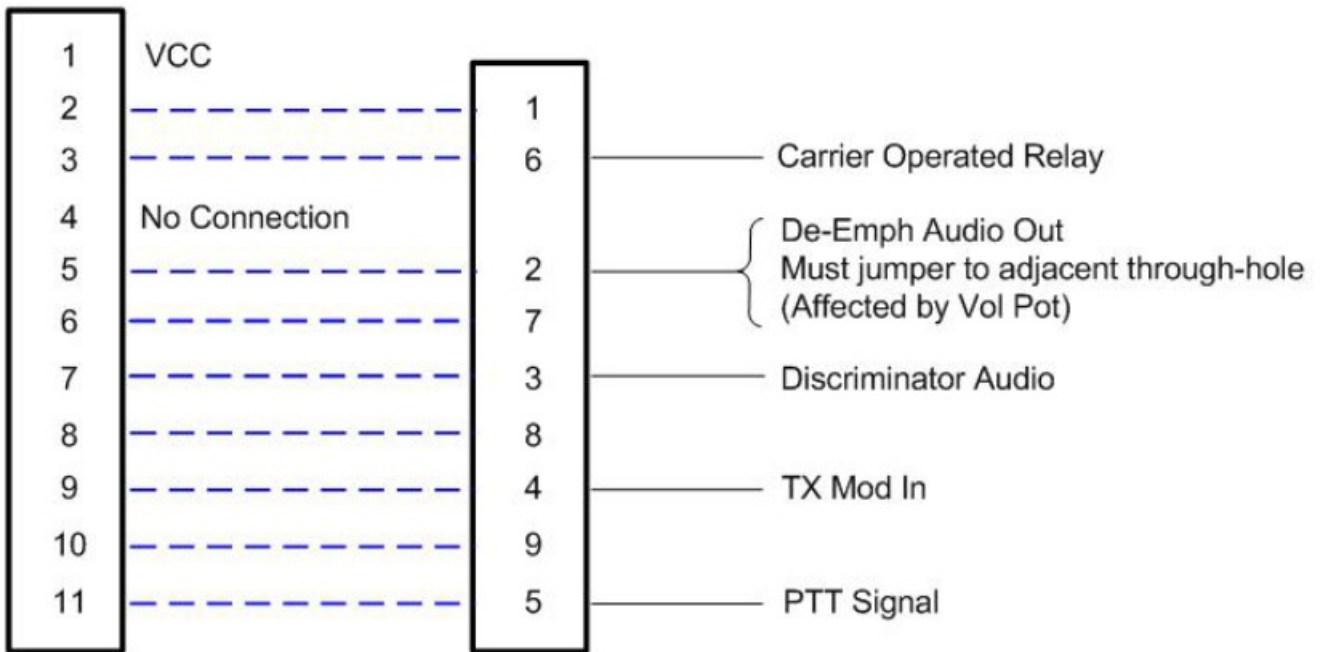 1 VCC
2 1
3 6 Carrier Operated Relay
4 No Connection
De-Emph Audio Out
5 2 Must jumper to adjacent through-hole
6 7 (Affected by Vol Pot)
7 3 Discriminator Audio
8 8
9 4 TX Mod In
10 9
11 5 PTT Signal